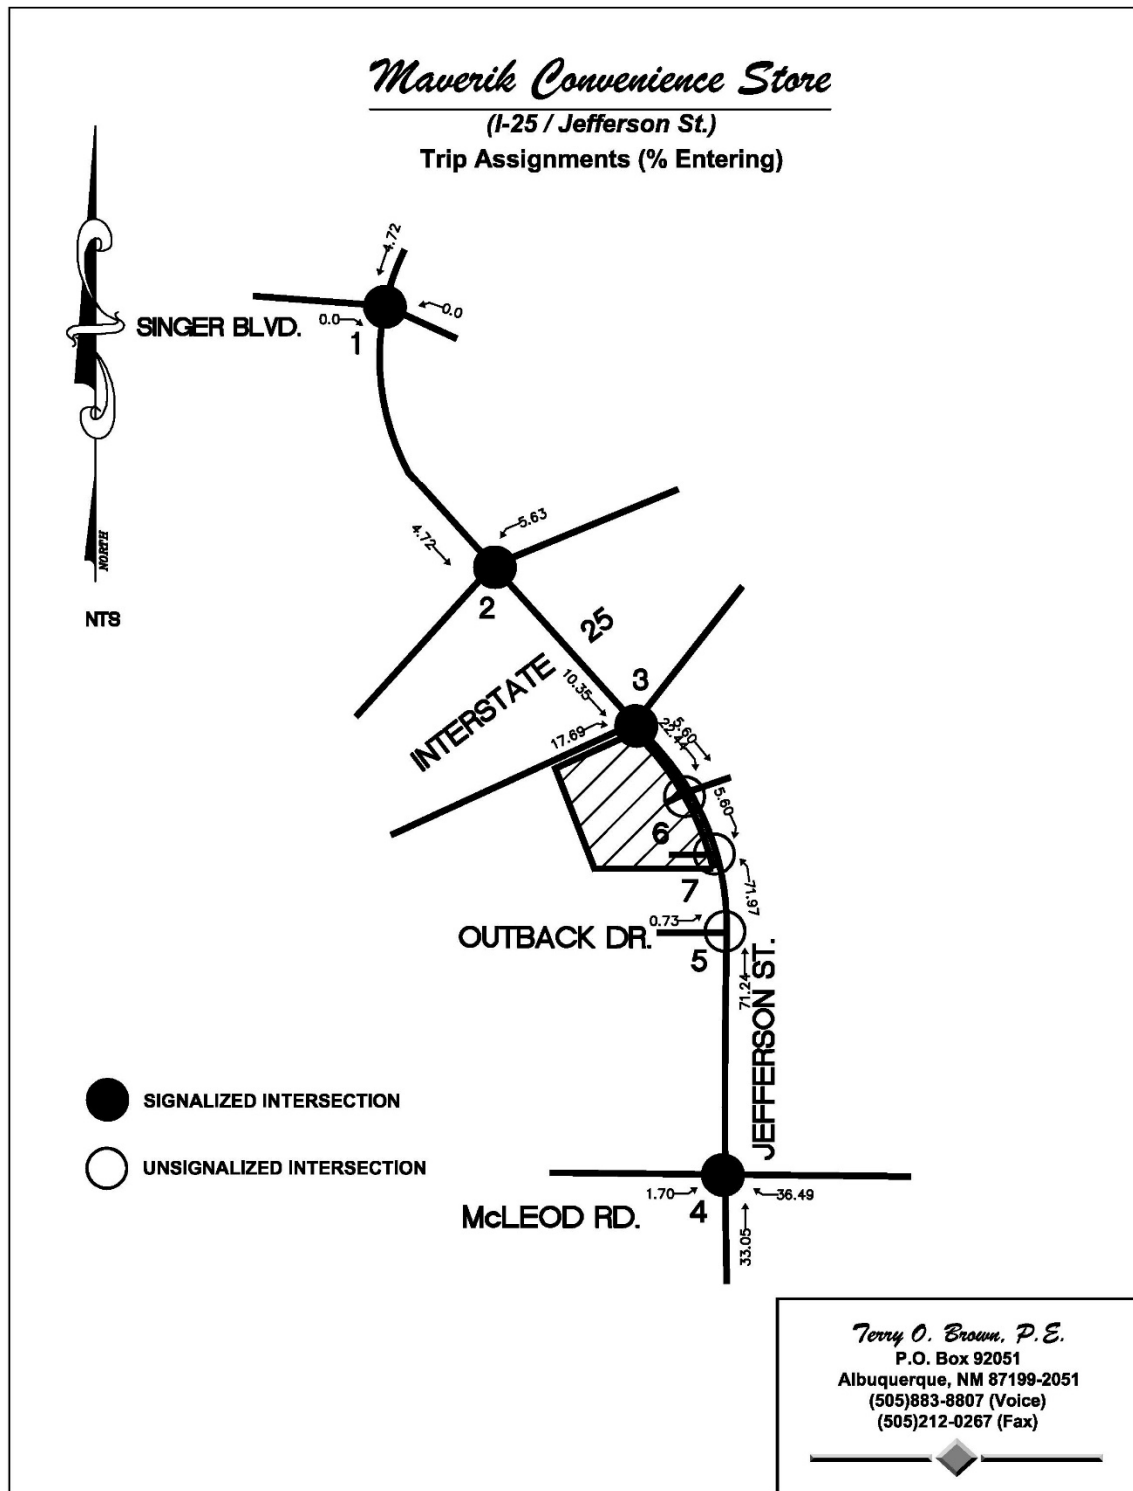 Maverik Convenience Store
(I-25 / Jefferson St.)
Trip Assignments (% Entering)
4.72
0.0
0.0
SINGER BLVD.
1
NORTH
NTS
5.63
4.72
2
25
INTERSTATE
3
10.35
17.69
5.60
22.44
5.60
6
7
71.97
0.73
OUTBACK DR.
5
71.24
JEFFERSON ST.
SIGNALIZED INTERSECTION
UNSIGNALIZED INTERSECTION
1.70
36.49
4
McLEOD RD.
33.05
Terry O. Brown, P.E.
P.O. Box 92051
Albuquerque, NM 87199-2051
(505)883-8807 (Voice)
(505)212-0267 (Fax)